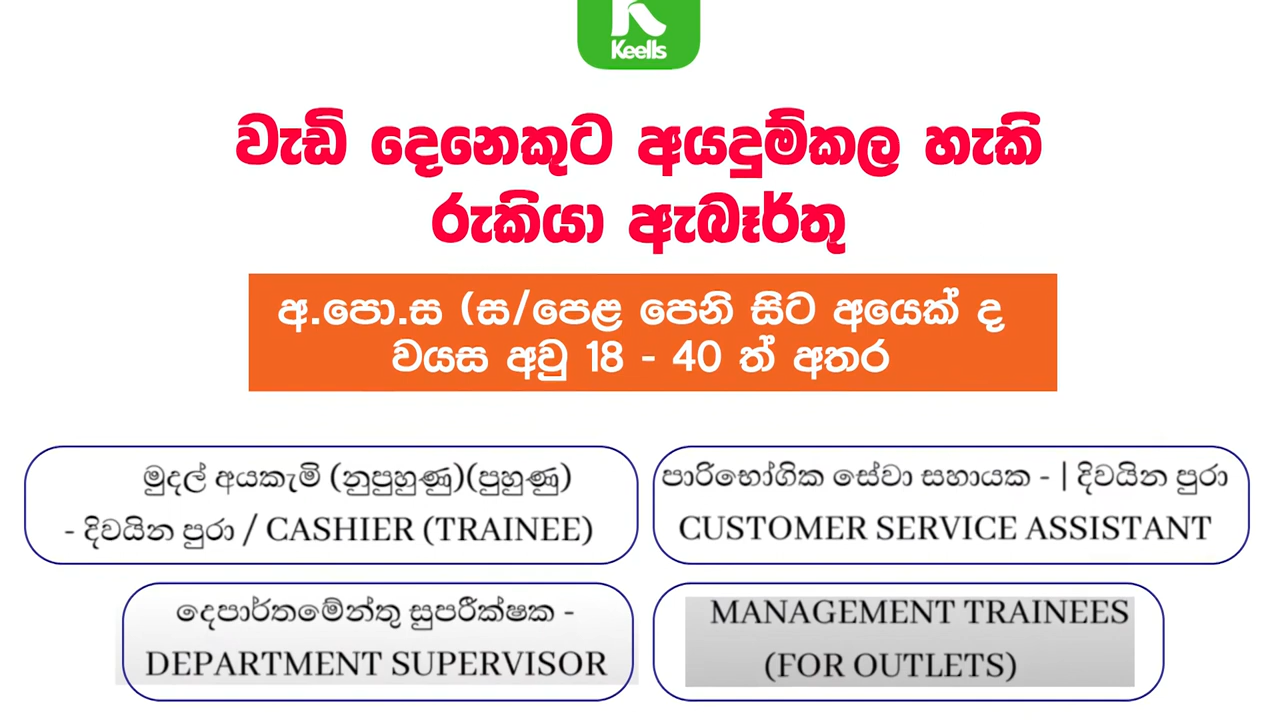 Keells
වැඩි දෙනෙකුට අයදුම්කල හැකි
රුකියා ඇබෑර්තු
අ.පො.ස (ස/පෙළ පෙනි සිට අයෙක් ද
වයස අවු 18 - 40 ත් අතර
මුදල් අයකැමි (නුපුහුණු)(පුහුණු)
- දිවයින පුරා / CASHIER (TRAINEE)
පාරිභෝගික සේවා සහායක - | දිවයින පුරා
CUSTOMER SERVICE ASSISTANT
දෙපාර්තමේන්තු සුපරීක්ෂක -
DEPARTMENT SUPERVISOR
MANAGEMENT TRAINEES
(FOR OUTLETS)